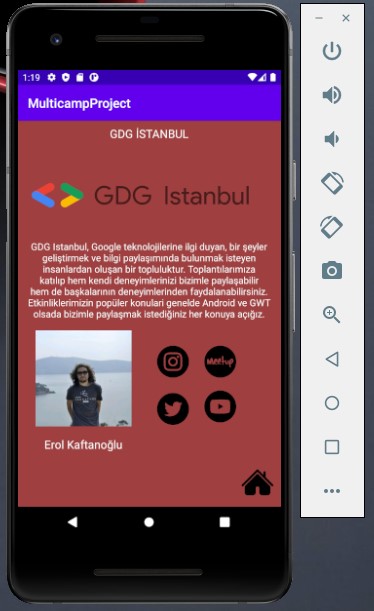 1:19
MulticampProject
GDG İSTANBUL
GDG Istanbul
GDG Istanbul, Google teknolojilerine ilgi duyan, bir şeyler
geliştirmek ve bilgi paylaşımında bulunmak isteyen
insanlardan oluşan bir topluluktur. Toplantılarımıza
katılıp hem kendi deneyimlerinizi bizimle paylaşabilir
hem de başkalarının deneyimlerinden faydalanabilirsiniz.
Etkinliklerimizin popüler konulari genelde Android ve GWT
olsada bizimle paylaşmak istediğiniz her konuya açığız.
Meetup
Erol Kaftanoğlu